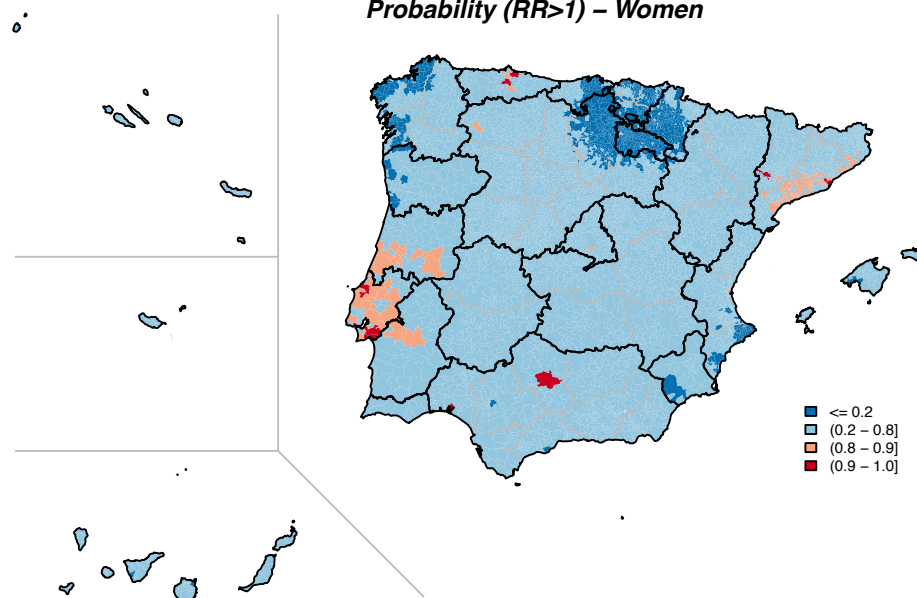 Probability (RR>1) – Women
<= 0.2
(0.2 – 0.8]
(0.8 – 0.9]
(0.9 – 1.0]